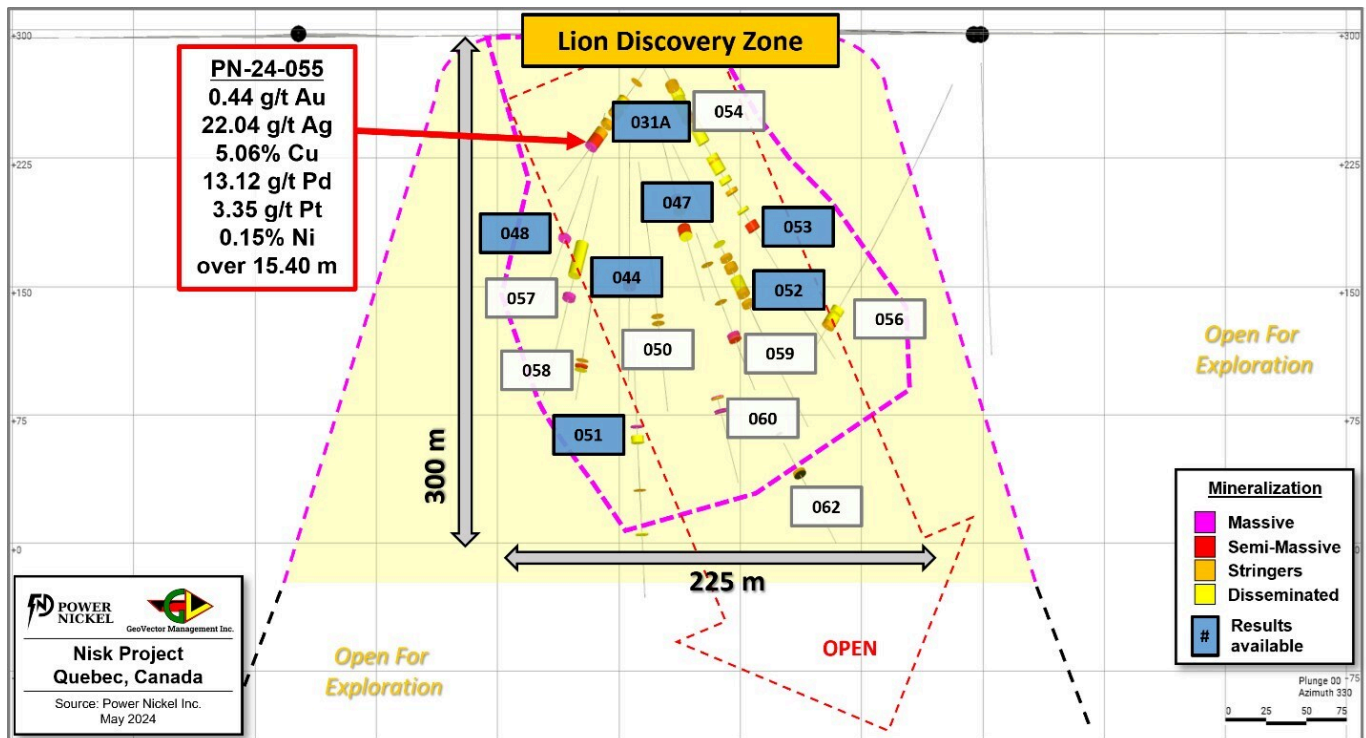 Lion Discovery Zone
PN-24-055
0.44 g/t Au
22.04 g/t Ag
5.06% Cu
13.12 g/t Pd
3.35 g/t Pt
0.15% Ni
over 15.40 m
+300
+300
+225
+225
+150
+150
+75
+75
+0
+0
-75
031A
054
047
048
053
044
052
057
056
050
059
058
060
051
062
300 m
225 m
Open For
Exploration
Open For
Exploration
OPEN
Mineralization
Massive
Semi-Massive
Stringers
Disseminated
# Results
available
POWER
NICKEL
GeoVector Management Inc.
Nisk Project
Quebec, Canada
Source: Power Nickel Inc.
May 2024
Plunge 00
Azimuth 330
0 25 50 75